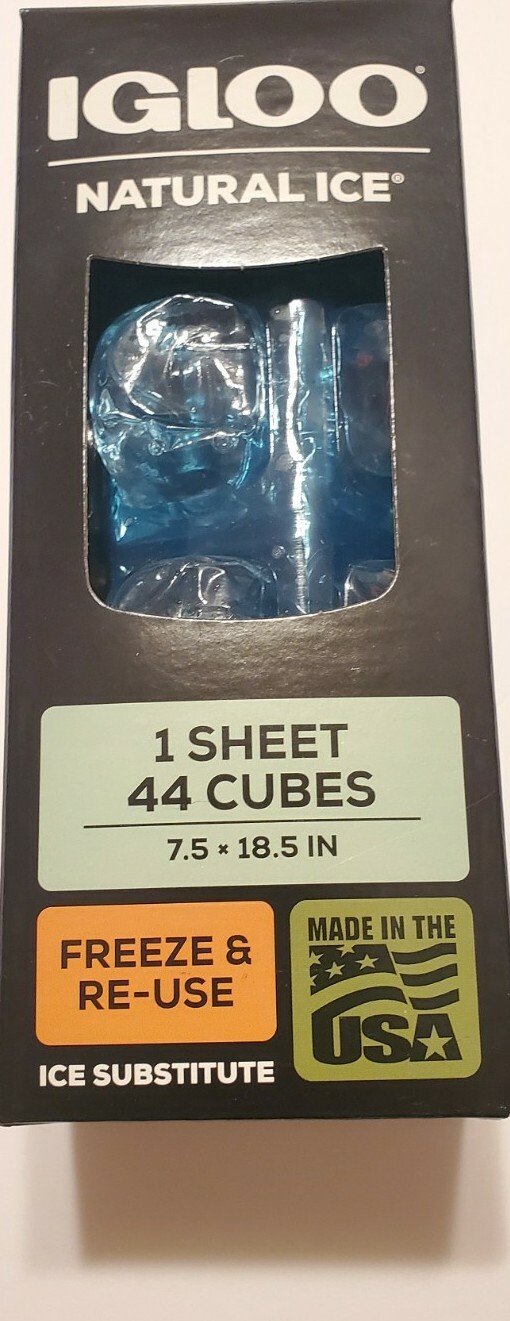 IGLOO®
NATURAL ICE®
1 SHEET
44 CUBES
7.5 × 18.5 IN
FREEZE &
RE-USE
MADE IN THE
USA
ICE SUBSTITUTE